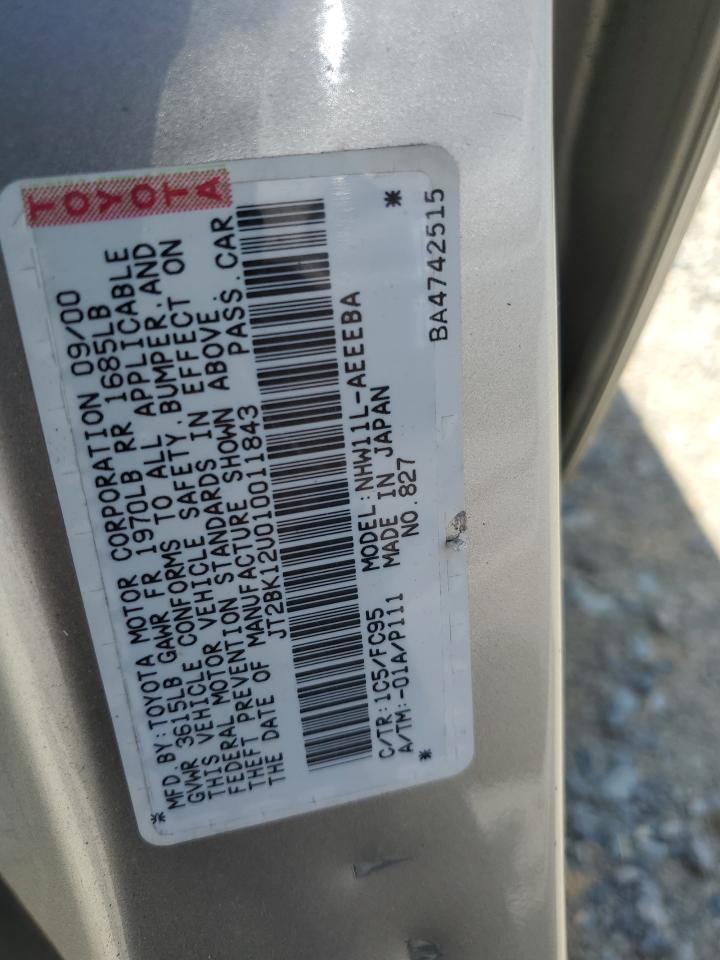 TOYOTA
*MFD.BY:TOYOTA MOTOR CORPORATION 09/00
GVWR 3615LB GAWR FR 1970LB RR 1685LB
THIS VEHICLE CONFORMS TO ALL APPLICABLE
FEDERAL MOTOR VEHICLE SAFETY,BUMPER,AND
THEFT PREVENTION STANDARDS IN EFFECT ON
THE DATE OF MANUFACTURE SHOWN ABOVE.
JT2BK12U010011843 PASS.CAR
C/TR:1C5/FC95 MODEL:NHW11L-AEEEBA *
A/TM:-01A/P111 MADE IN JAPAN
* NO.827 BA4742515